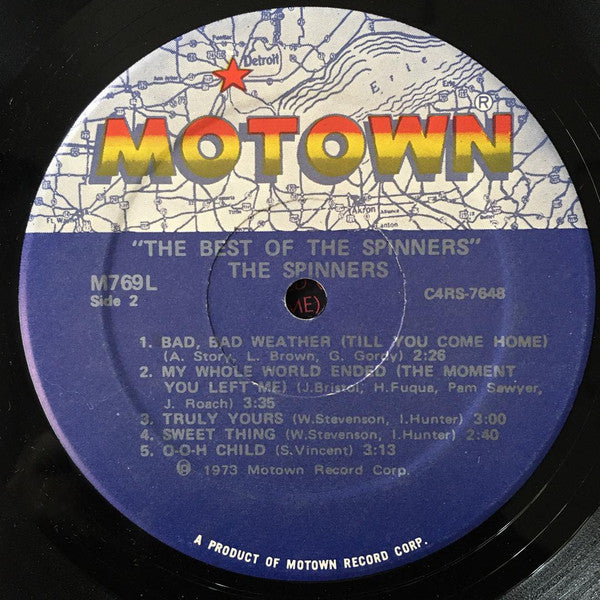 Detroit
Erie
Erie
MOTOWN®
Akron
Canton
"THE BEST OF THE SPINNERS"
THE SPINNERS
M769L
Side 2
C4RS-7648
1. BAD, BAD WEATHER (TILL YOU COME HOME)
(A. Story, L. Brown, G. Gordy) 2:26
2. MY WHOLE WORLD ENDED (THE MOMENT
YOU LEFT ME) (J.Bristol, H.Fuqua, Pam Sawyer,
J. Roach) 3:35
3. TRULY YOURS (W.Stevenson, I.Hunter) 3:00
4. SWEET THING (W.Stevenson, I.Hunter) 2:40
5. O-O-H CHILD (S.Vincent) 3:13
℗ 1973 Motown Record Corp.
A PRODUCT OF MOTOWN RECORD CORP.